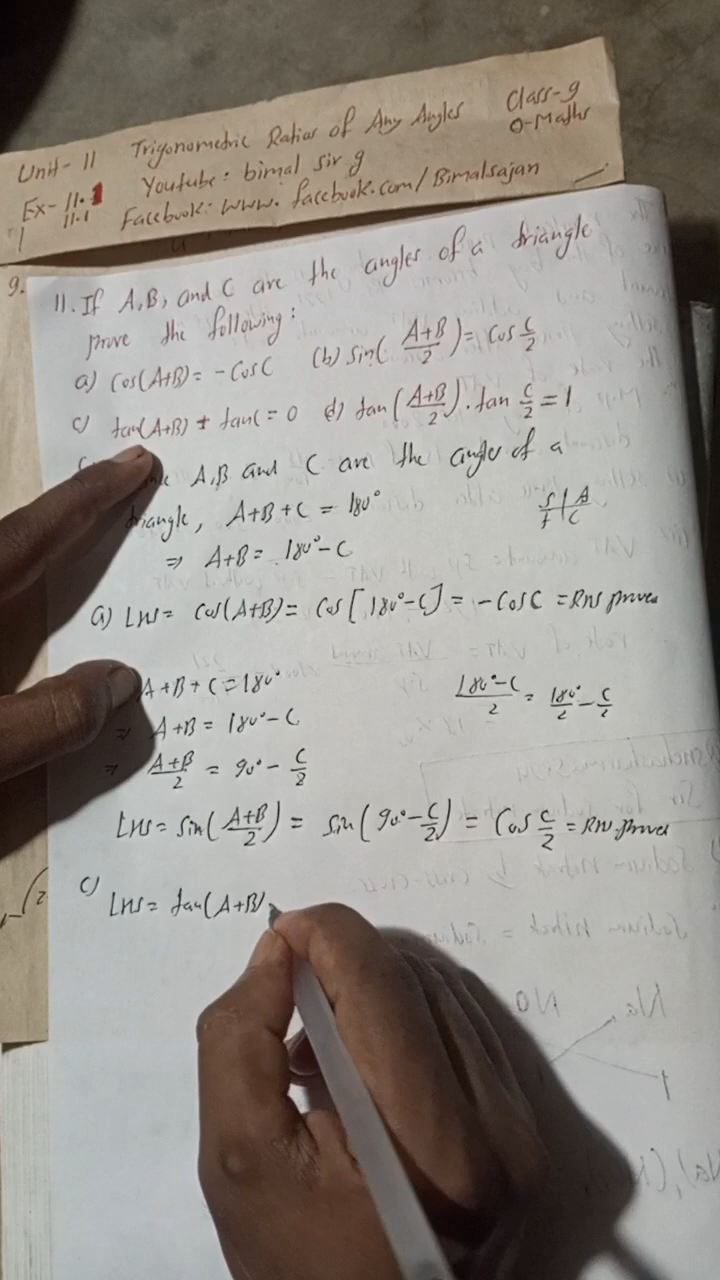 Unit-11 Trigonometric Ratios of Any Angles Class-9
Ex-11.1 Youtube: bimal sir g O-Maths
11.1 Facebook: www.facebook.com/Bimalsajan
9.
11. If A,B, and C are the angles of a triangle
prove the following:
a) Cos(A+B) = -CosC (b) Sin(A+B/2) = Cos C/2
c) tan(A+B) + tanC = 0 d) tan(A+B/2).tan C/2 = 1
A,B and C are the angles of a
triangle, A+B+C = 180° S|A
⇒ A+B = 180°-C T|C
a) LHS = Cos(A+B) = Cos[180°-C] = -CosC = RHS proved
A+B+C = 180° 180°-C/2 = 180°/2 - C/2
⇒ A+B = 180°-C
⇒ A+B/2 = 90° - C/2
LHS = Sin(A+B/2) = Sin(90°-C/2) = Cos C/2 = RHS proved
c) LHS = tan(A+B)